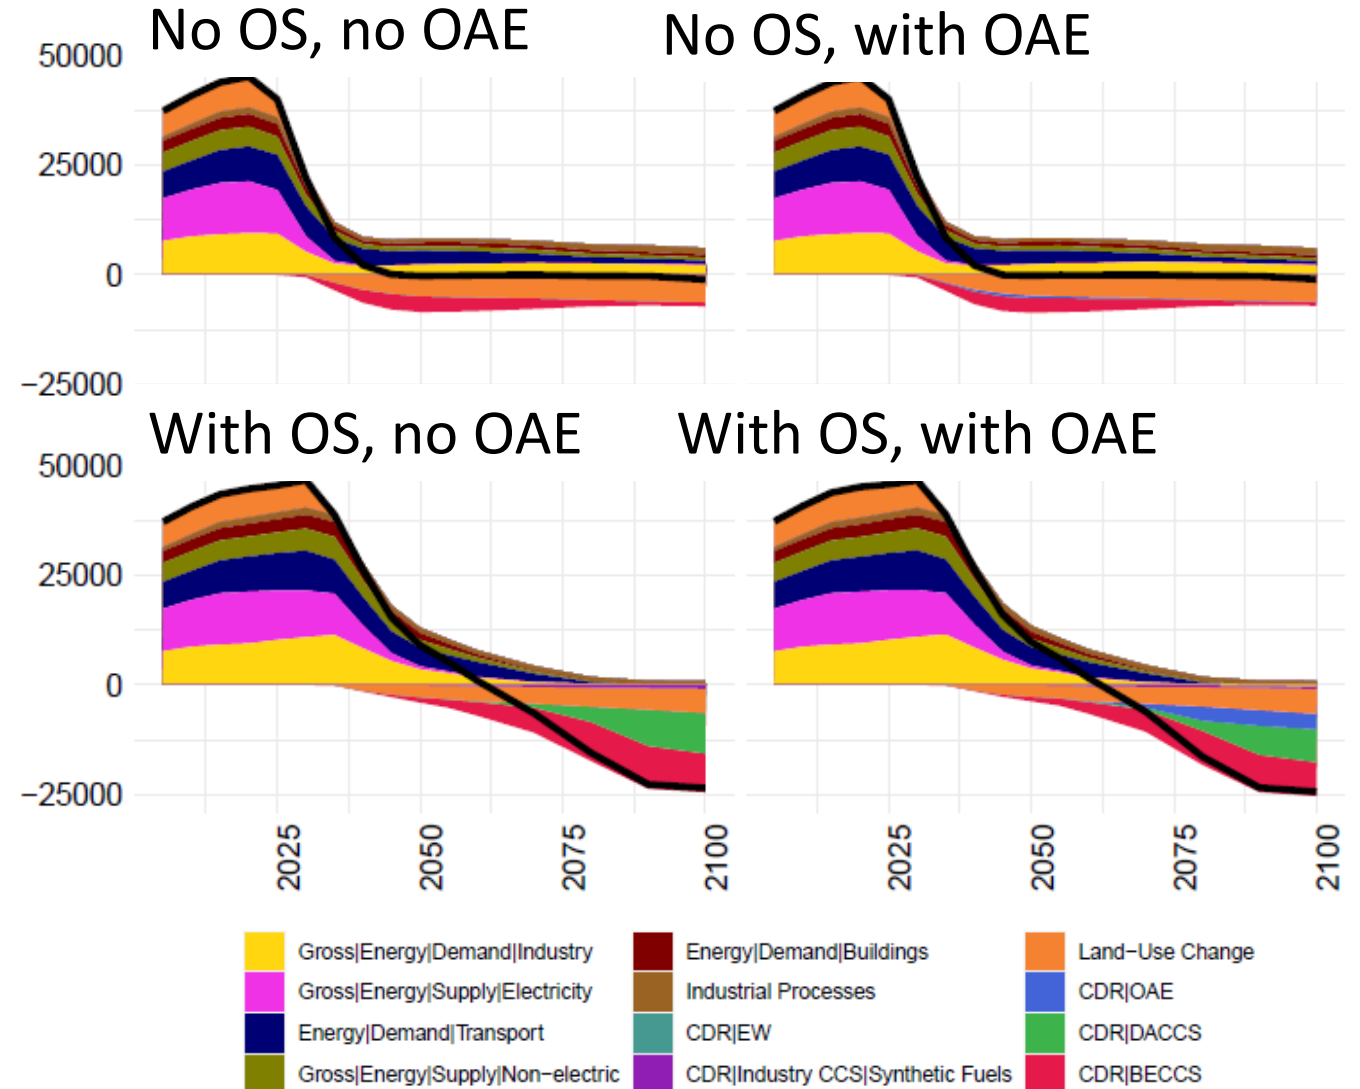 No OS, no OAE
No OS, with OAE
50000
25000
0
−25000
With OS, no OAE
With OS, with OAE
50000
25000
0
−25000
2025
2050
2075
2100
2025
2050
2075
2100
Gross|Energy|Demand|Industry
Energy|Demand|Buildings
Land−Use Change
Gross|Energy|Supply|Electricity
Industrial Processes
CDR|OAE
Energy|Demand|Transport
CDR|EW
CDR|DACCS
Gross|Energy|Supply|Non−electric
CDR|Industry CCS|Synthetic Fuels
CDR|BECCS